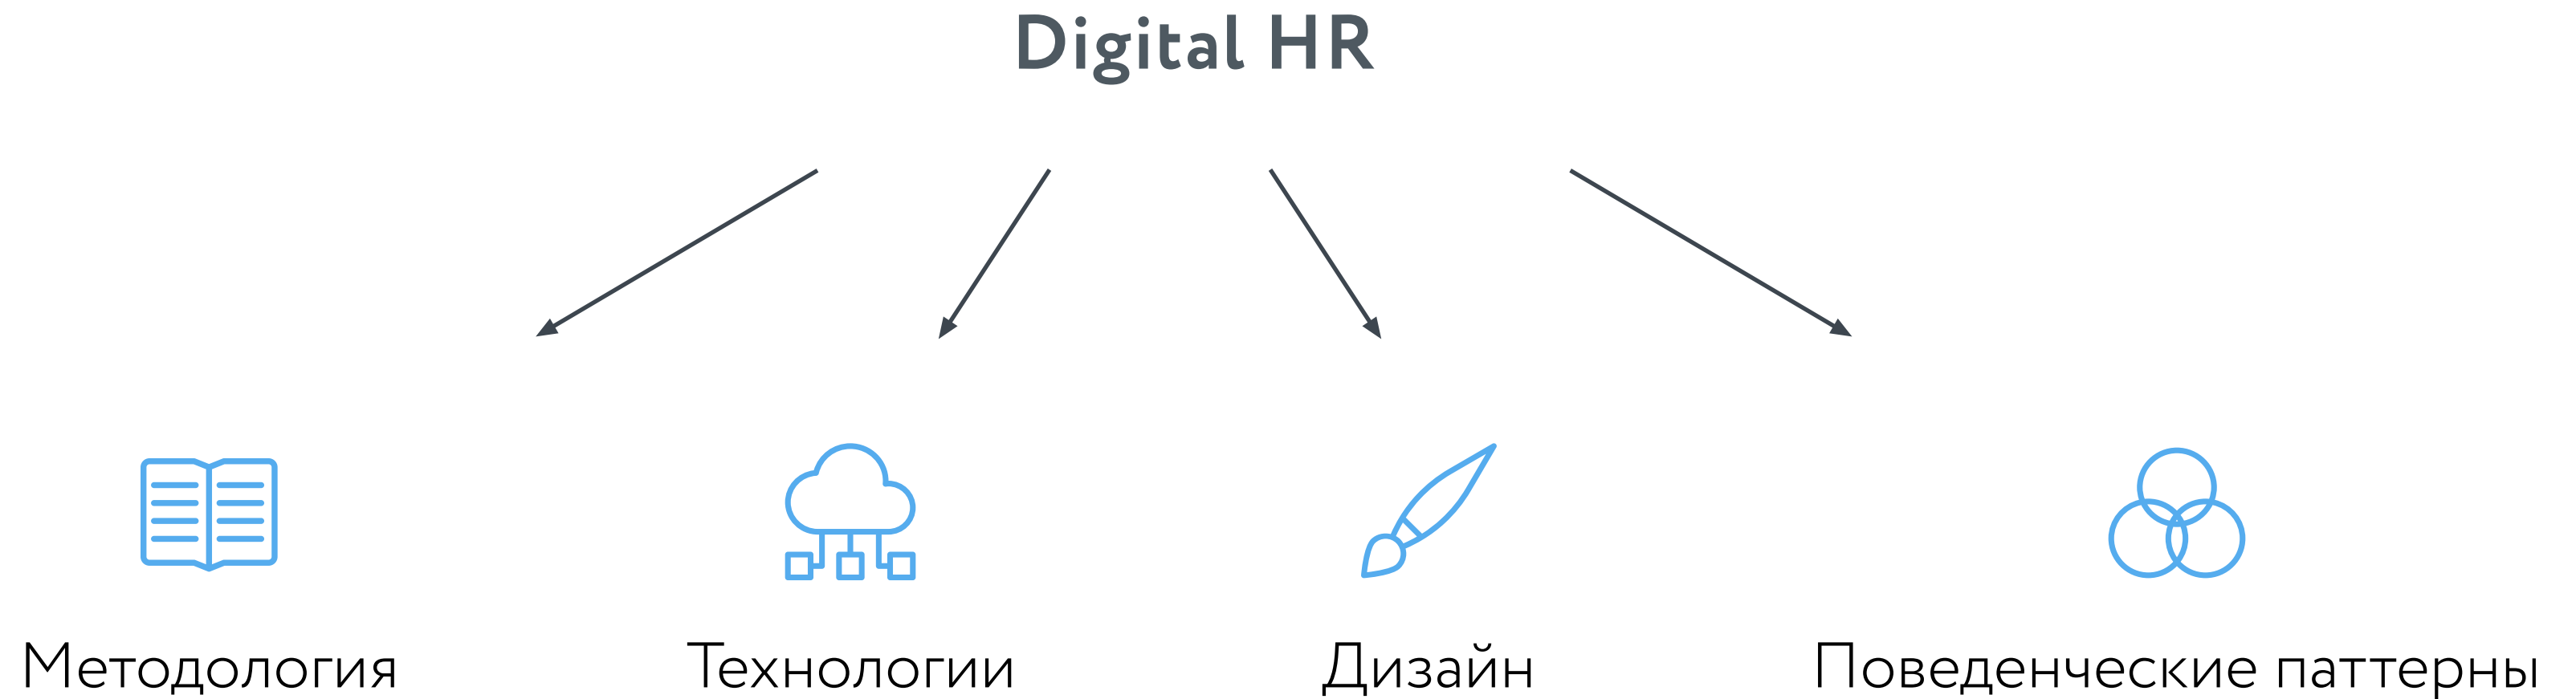 Digital HR
Методология
Технологии
Дизайн
Поведенческие паттерны